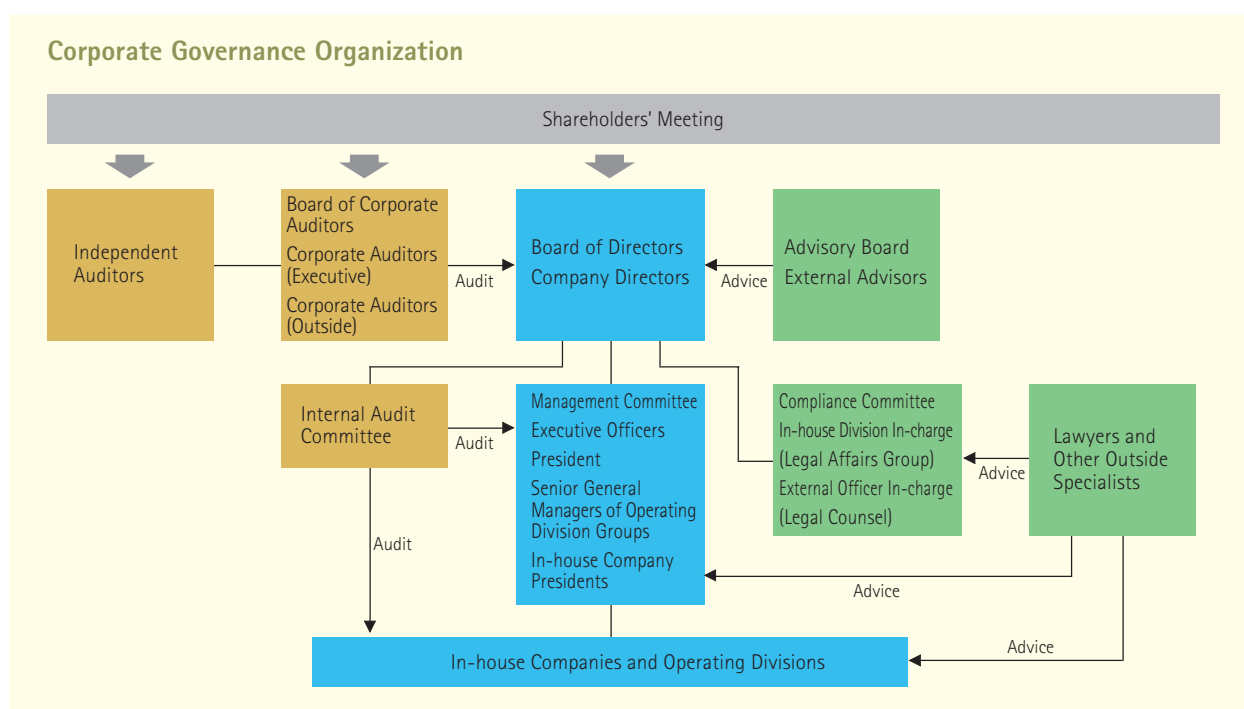 Corporate Governance Organization
Shareholders' Meeting
Independent
Auditors
Board of Corporate
Auditors
Corporate Auditors
(Executive)
Corporate Auditors
(Outside)
Audit
Board of Directors
Company Directors
Advice
Advisory Board
External Advisors
Internal Audit
Committee
Audit
Audit
Management Committee
Executive Officers
President
Senior General
Managers of Operating
Division Groups
In-house Company
Presidents
Compliance Committee
In-house Division In-charge
(Legal Affairs Group)
External Officer In-charge
(Legal Counsel)
Advice
Lawyers and
Other Outside
Specialists
Advice
Advice
In-house Companies and Operating Divisions